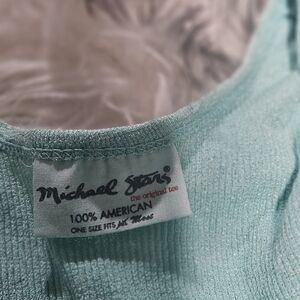 Michael Stars
the original tee
100% AMERICAN
ONE SIZE FITS Most